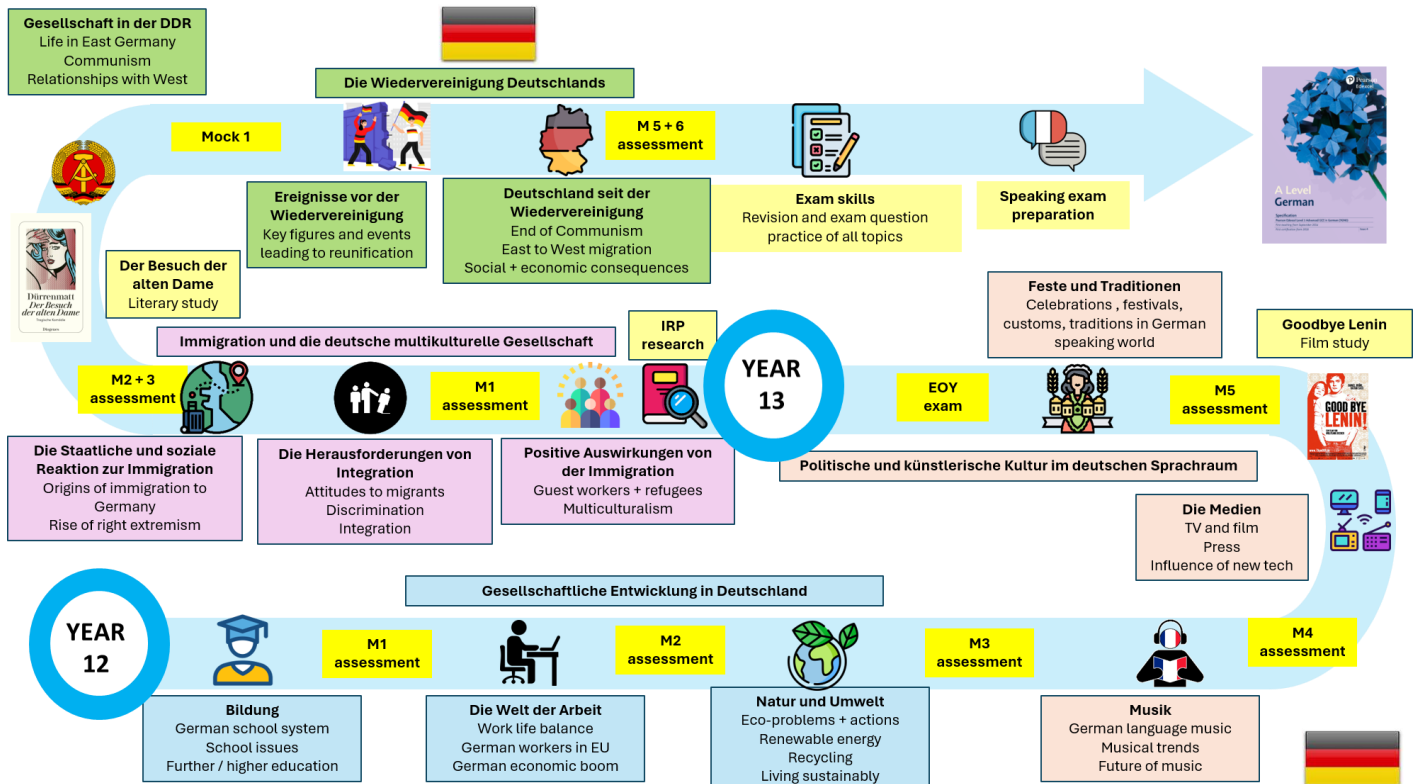 Gesellschaft in der DDR
Life in East Germany
Communism
Relationships with West
Die Wiedervereinigung Deutschlands
Mock 1
M 5 + 6
assessment
Ereignisse vor der
Wiedervereinigung
Key figures and events
leading to reunification
Deutschland seit der
Wiedervereinigung
End of Communism
East to West migration
Social + economic consequences
Exam skills
Revision and exam question
practice of all topics
Speaking exam
preparation
Pearson
Edexcel
A Level
German
Specification
Dürrenmatt
Der Besuch
der alten Dame
Diogenes
Der Besuch der
alten Dame
Literary study
Immigration und die deutsche multikulturelle Gesellschaft
IRP
research
YEAR
13
Feste und Traditionen
Celebrations , festivals,
customs, traditions in German
speaking world
Goodbye Lenin
Film study
M2 + 3
assessment
M1
assessment
EOY
exam
M5
assessment
GOOD BYE
LENIN!
Die Staatliche und soziale
Reaktion zur Immigration
Origins of immigration to
Germany
Rise of right extremism
Die Herausforderungen von
Integration
Attitudes to migrants
Discrimination
Integration
Positive Auswirkungen von
der Immigration
Guest workers + refugees
Multiculturalism
Politische und künstlerische Kultur im deutschen Sprachraum
Die Medien
TV and film
Press
Influence of new tech
Gesellschaftliche Entwicklung in Deutschland
YEAR
12
M1
assessment
M2
assessment
M3
assessment
M4
assessment
Bildung
German school system
School issues
Further / higher education
Die Welt der Arbeit
Work life balance
German workers in EU
German economic boom
Natur und Umwelt
Eco-problems + actions
Renewable energy
Recycling
Living sustainably
Musik
German language music
Musical trends
Future of music